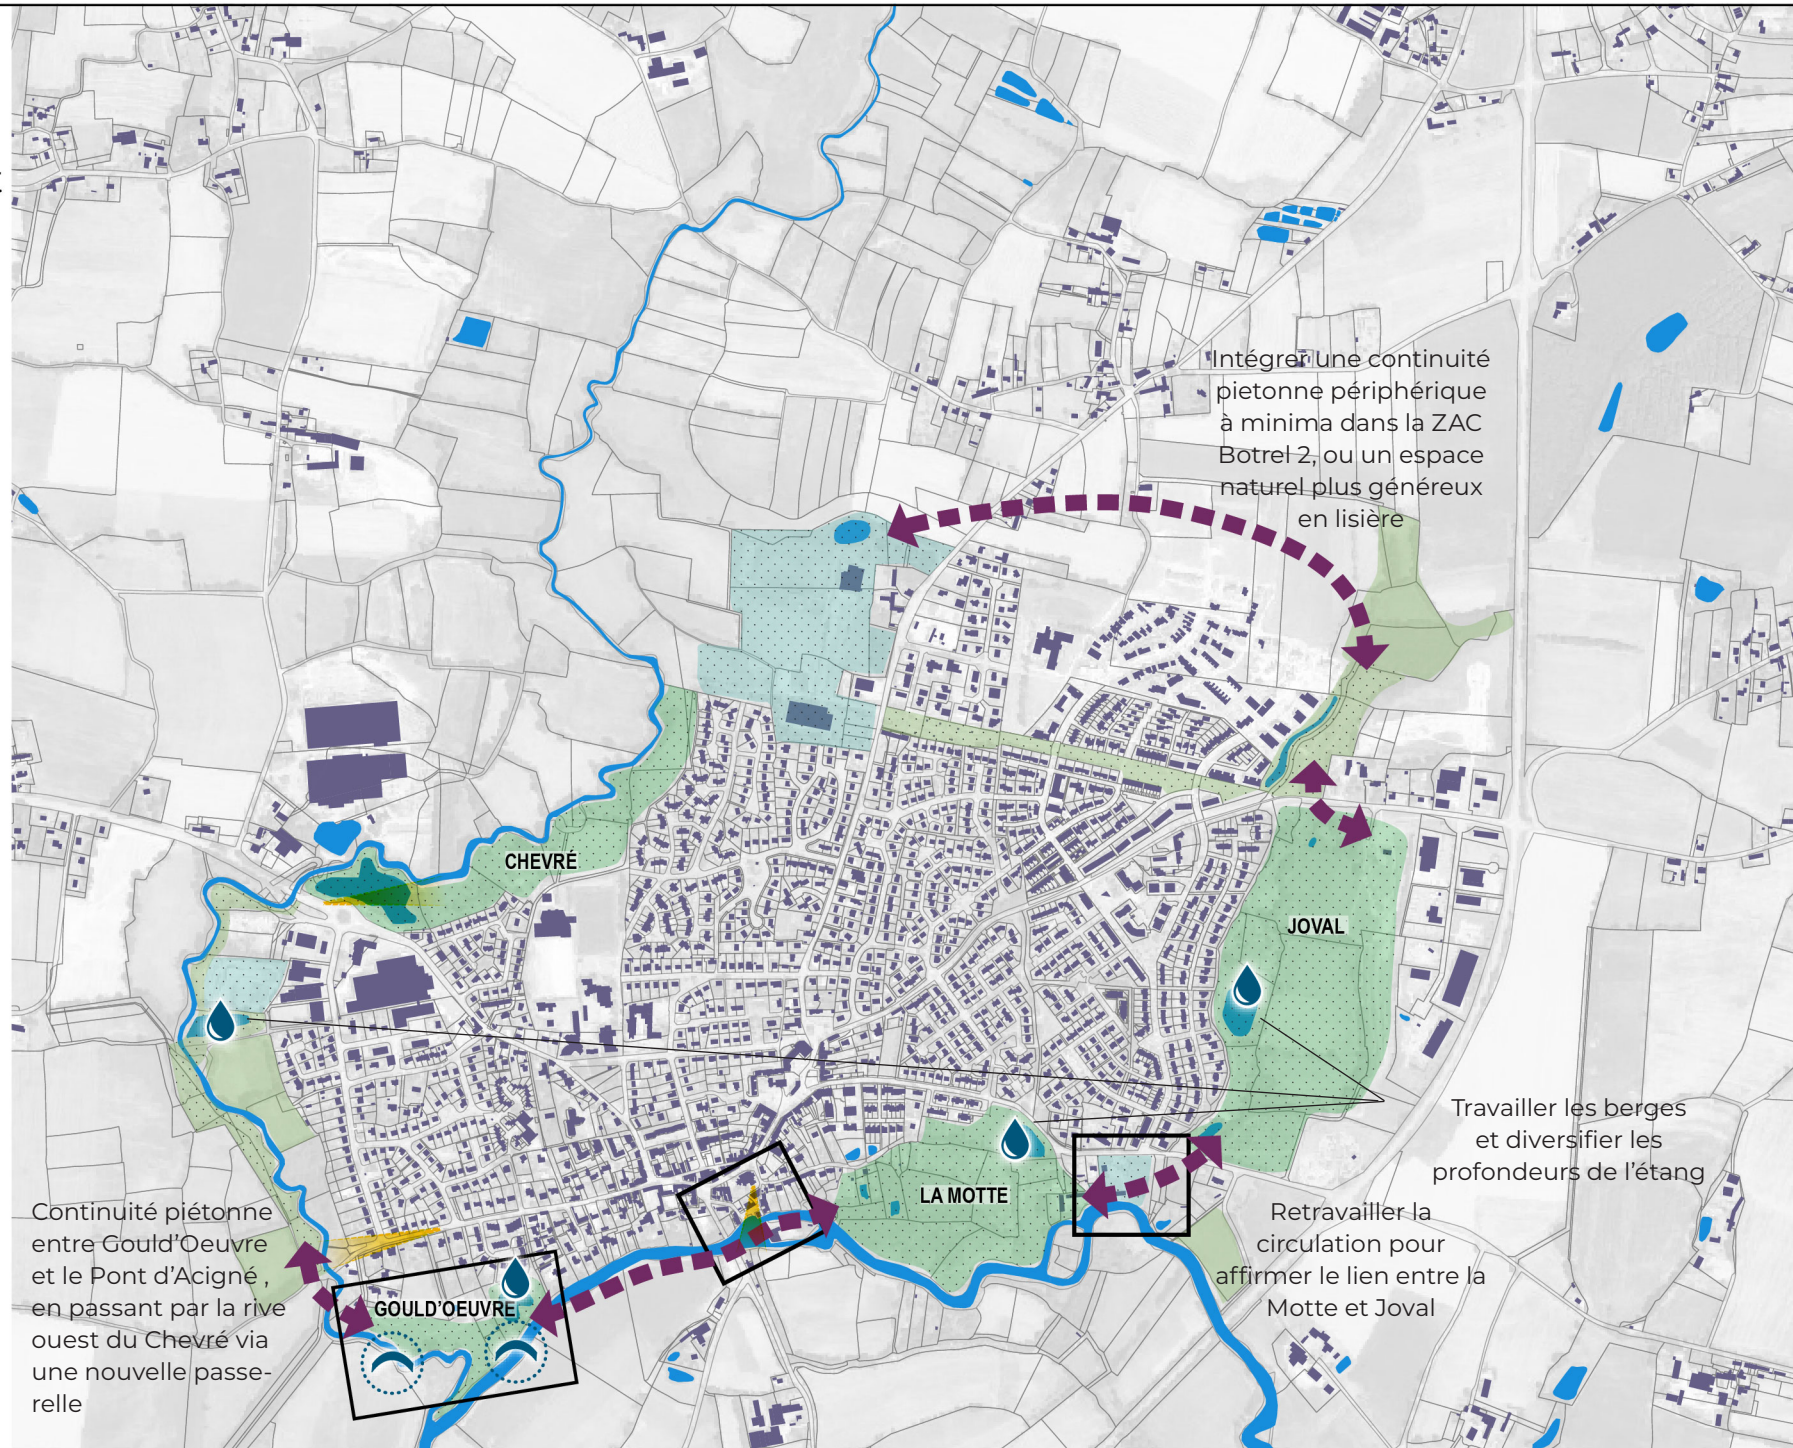 Intégrer une continuité
pietonne périphérique
à minima dans la ZAC
Botrel 2, ou un espace
naturel plus généreux
en lisière
CHEVRÉ
JOVAL
Travailler les berges
et diversifier les
profondeurs de l'étang
LA MOTTE
Retravailler la
circulation pour
affirmer le lien entre la
Motte et Joval
Continuité piétonne
entre Gould'Oeuvre
et le Pont d'Acigné ,
en passant par la rive
ouest du Chevré via
une nouvelle passe-
relle
GOULD'OEUVRE